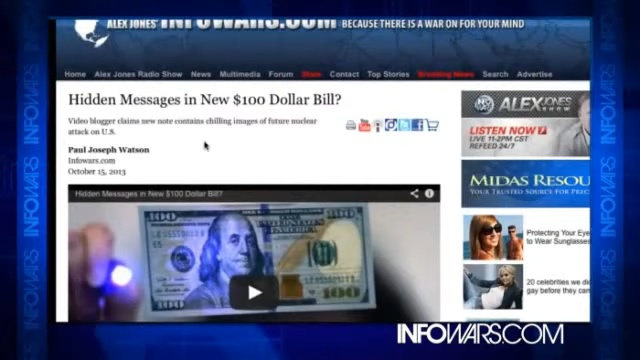 ALEX JONES' INFOWARS.COM BECAUSE THERE IS A WAR ON FOR YOUR MIND
Home Alex Jones Radio Show News Multimedia Forum Store Contact Top Stories Breaking News Search Advertise
Hidden Messages in New $100 Dollar Bill?
Video blogger claims new note contains chilling images of future nuclear
attack on U.S.
Paul Joseph Watson
Infowars.com
October 15, 2013
Hidden Messages in New $100 Dollar Bill?
100
100
ALEX JONES
SHOW
LISTEN NOW
LIVE 11-2PM CST
REFEED 24/7
MIDAS RESOU
YOUR TRUSTED SOURCE FOR PREC
Protecting Your Eye
to Wear Sunglasses
20 celebrities we di
gay before they cam
INFOWARS
INFOWARS
INFOWARS.COM